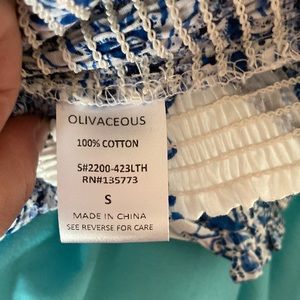 OLIVACEOUS
100% COTTON
S#2200-423LTH
RN#135773
S
MADE IN CHINA
SEE REVERSE FOR CARE